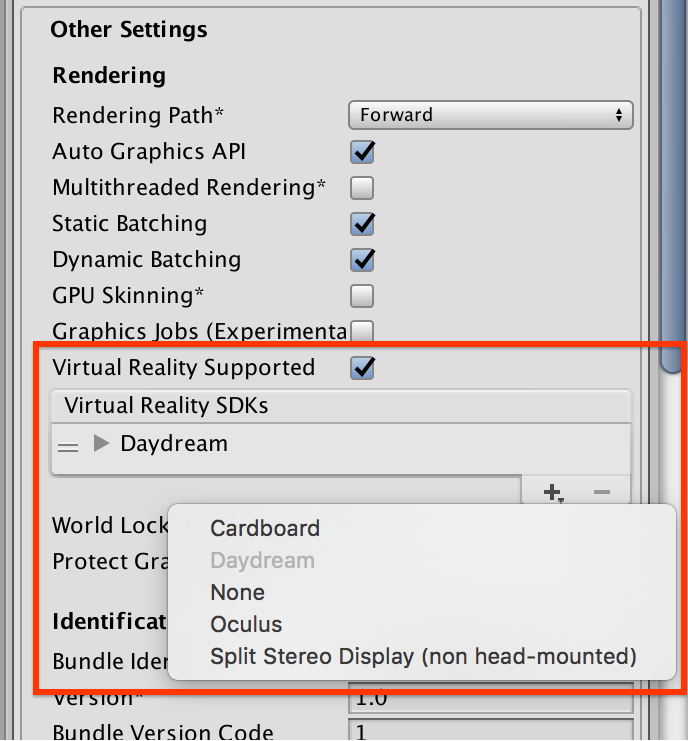 Other Settings
Rendering
Rendering Path* Forward
Auto Graphics API
Multithreaded Rendering*
Static Batching
Dynamic Batching
GPU Skinning*
Graphics Jobs (Experimenta
Virtual Reality Supported
Virtual Reality SDKs
Daydream
World Lock
Protect Gra
Cardboard
Daydream
None
Oculus
Split Stereo Display (non head-mounted)
Identificat
Bundle Iden
Version* 1.0
Bundle Version Code 1